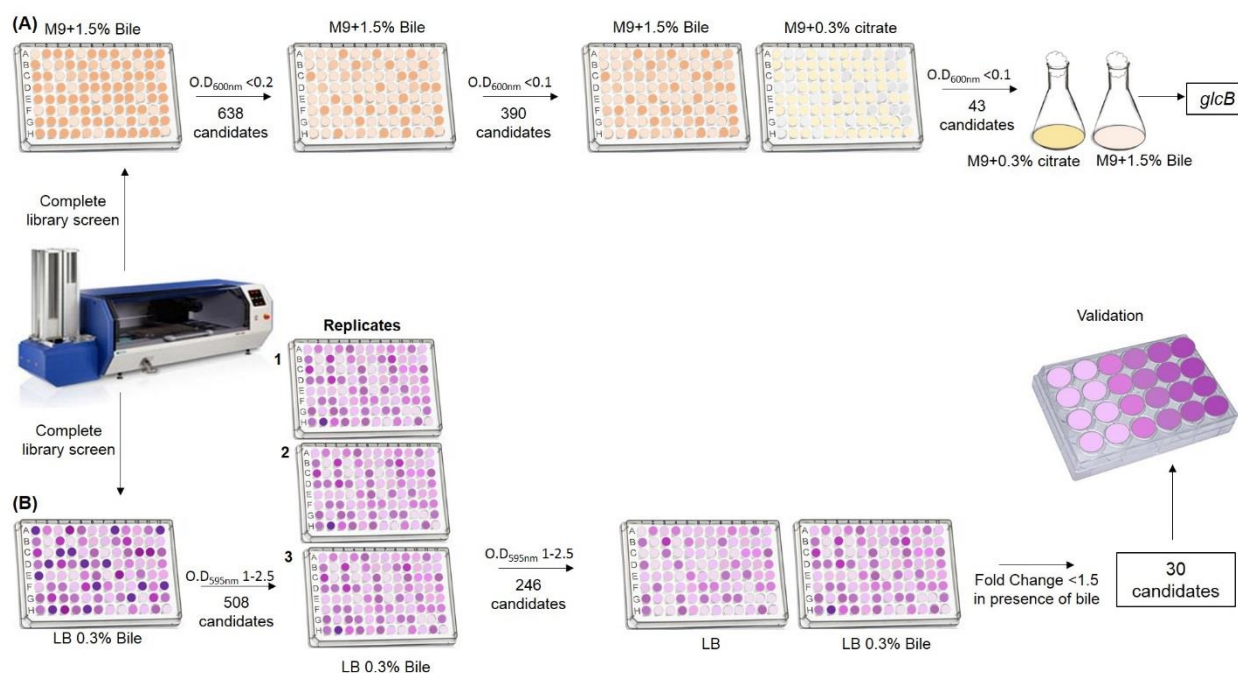 (A)
M9+1.5% Bile
M9+1.5% Bile
M9+1.5% Bile
M9+0.3% citrate
A
B
C
D
E
F
G
H
O.D600nm <0.2
638
candidates
A
B
C
D
E
F
G
H
O.D600nm <0.1
390
candidates
A
B
C
D
E
F
G
H
A
B
C
D
E
F
G
H
O.D600nm <0.1
43
candidates
glcB
M9+0.3% citrate
M9+1.5% Bile
Complete
library screen
Replicates
1
A
B
C
D
E
F
G
H
2
A
B
C
D
E
F
G
H
3
A
B
C
D
E
F
G
H
LB 0.3% Bile
Complete
library screen
(B)
A
B
C
D
E
F
G
H
LB 0.3% Bile
O.D595nm 1-2.5
508
candidates
O.D595nm 1-2.5
246
candidates
A
B
C
D
E
F
G
H
LB
A
B
C
D
E
F
G
H
LB 0.3% Bile
Fold Change <1.5
in presence of bile
30
candidates
Validation